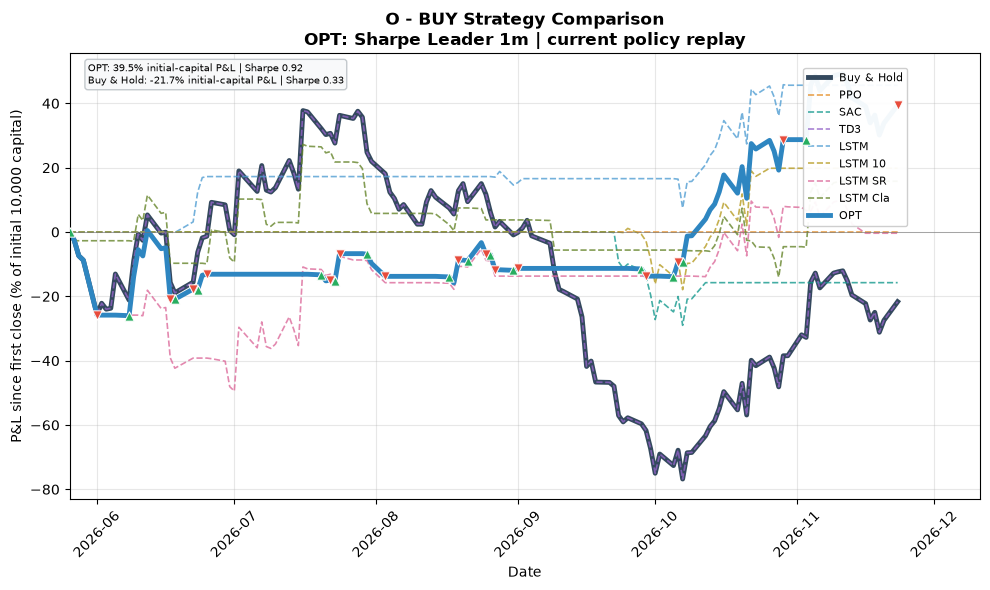 O - BUY Strategy Comparison
OPT: Sharpe Leader 1m | current policy replay
OPT: 39.5% initial-capital P&L | Sharpe 0.92
Buy & Hold: -21.7% initial-capital P&L | Sharpe 0.33
Buy & Hold
PPO
SAC
TD3
LSTM
LSTM 10
LSTM SR
LSTM Cla
OPT
P&L since first close (% of initial 10,000 capital)
40
20
0
−20
−40
−60
−80
2026-06
2026-07
2026-08
2026-09
2026-10
2026-11
2026-12
Date